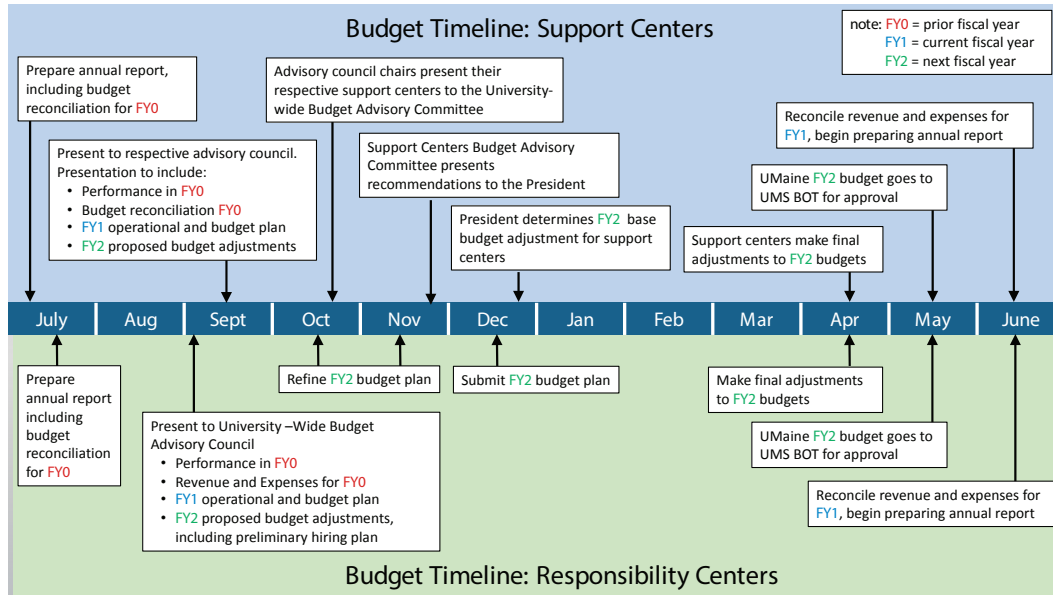 Budget Timeline: Support Centers
note: FY0 = prior fiscal year
FY1 = current fiscal year
FY2 = next fiscal year
Prepare annual report,
including budget
reconciliation for FY0
Advisory council chairs present their
respective support centers to the University-
wide Budget Advisory Committee
Reconcile revenue and expenses for
FY1, begin preparing annual report
Present to respective advisory council.
Presentation to include:
• Performance in FY0
• Budget reconciliation FY0
• FY1 operational and budget plan
• FY2 proposed budget adjustments
Support Centers Budget Advisory
Committee presents
recommendations to the President
UMaine FY2 budget goes to
UMS BOT for approval
President determines FY2 base
budget adjustment for support
centers
Support centers make final
adjustments to FY2 budgets
July Aug Sept Oct Nov Dec Jan Feb Mar Apr May June
Prepare
annual report
including
budget
reconciliation
for FY0
Refine FY2 budget plan
Submit FY2 budget plan
Make final adjustments
to FY2 budgets
Present to University –Wide Budget
Advisory Council
• Performance in FY0
• Revenue and Expenses for FY0
• FY1 operational and budget plan
• FY2 proposed budget adjustments,
including preliminary hiring plan
UMaine FY2 budget goes to
UMS BOT for approval
Reconcile revenue and expenses for
FY1, begin preparing annual report
Budget Timeline: Responsibility Centers